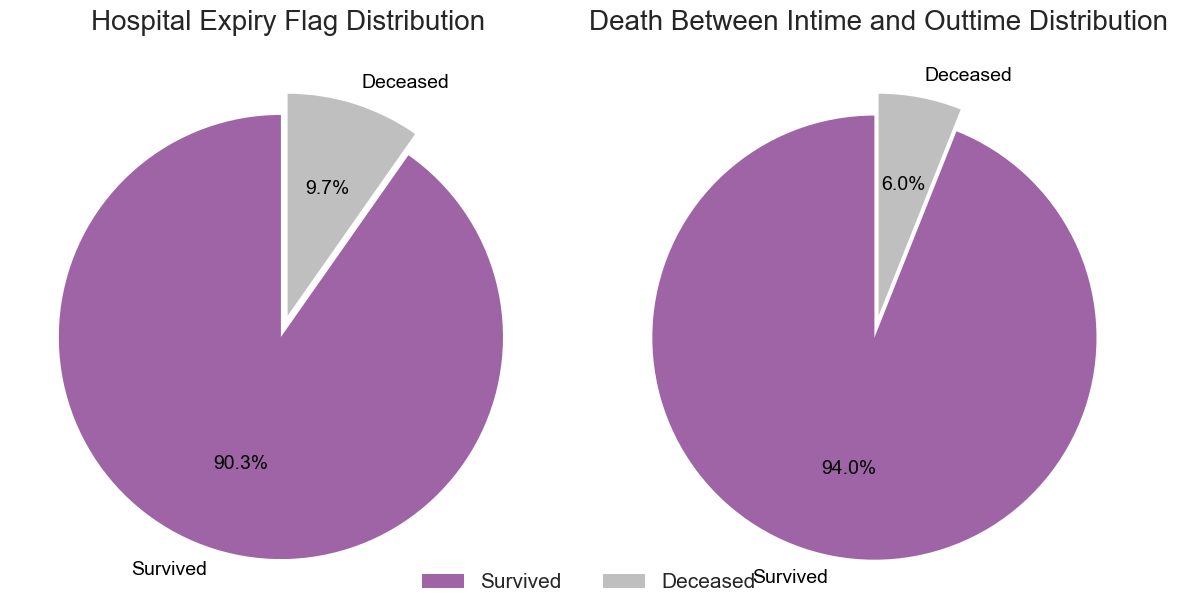 Hospital Expiry Flag Distribution
Deceased
9.7%
90.3%
Survived
Death Between Intime and Outtime Distribution
Deceased
6.0%
94.0%
Survived
Survived
Deceased